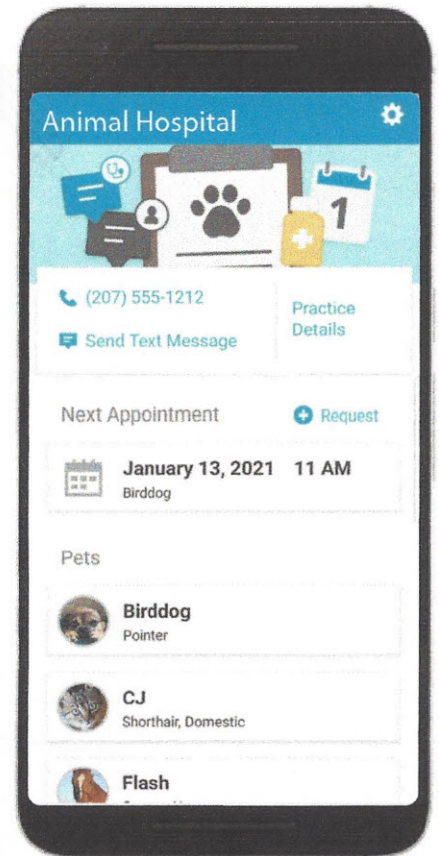 Animal Hospital
1
(207) 555-1212
Send Text Message
Practice
Details
Next Appointment
Request
January 13, 2021 11 AM
Birddog
Pets
Birddog
Pointer
CJ
Shorthair, Domestic
Flash